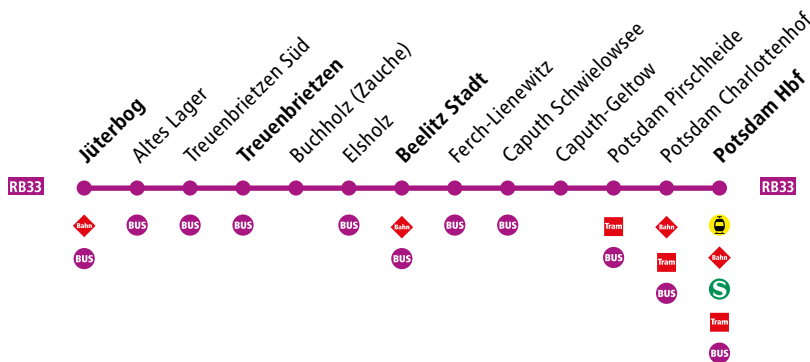 Jüterbog
Altes Lager
Treuenbrietzen Süd
Treuenbrietzen
Buchholz (Zauche)
Elsholz
Beelitz Stadt
Ferch-Lienewitz
Caputh Schwielowsee
Caputh-Geltow
Potsdam Pirschheide
Potsdam Charlottenhof
Potsdam Hbf
RB33
RB33
Bahn
BUS
BUS
BUS
BUS
BUS
Bahn
BUS
BUS
Tram
Bahn
BUS
BUS
BUS
Tram
Bahn
BUS
S
Tram
BUS